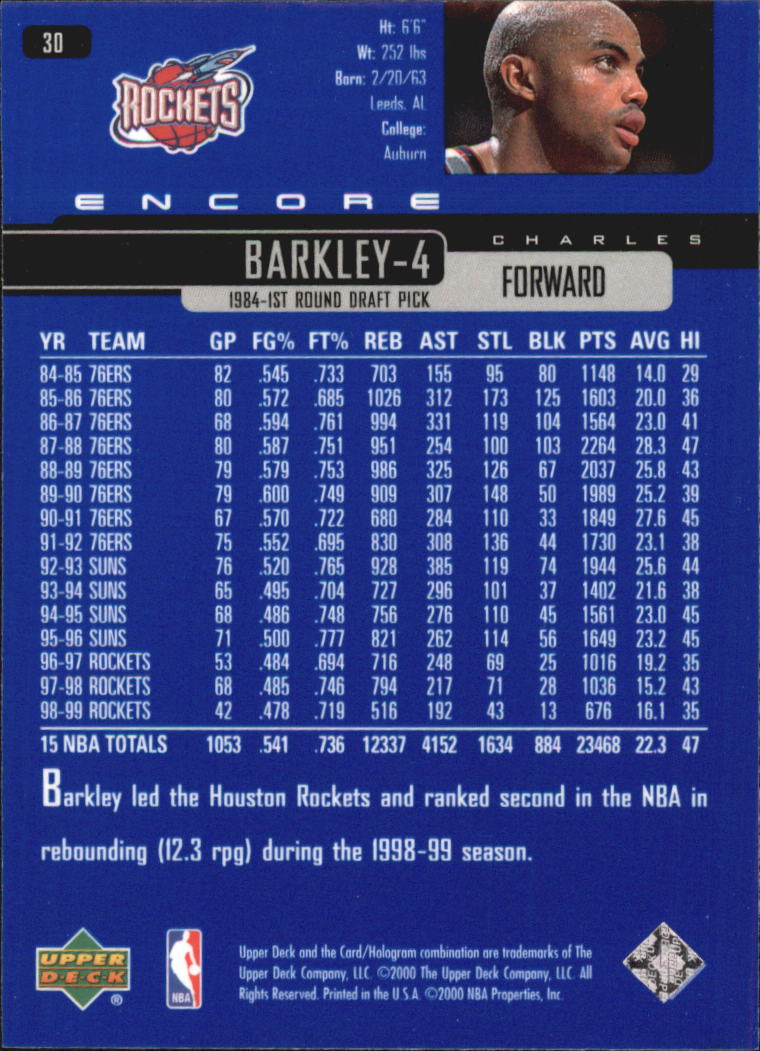 30
ROCKETS
Ht: 6'6"
Wt: 252 lbs
Born: 2/20/63
Leeds, AL
College:
Auburn
ENCORE
CHARLES
BARKLEY-4
FORWARD
1984-1ST ROUND DRAFT PICK
YR TEAM GP FG% FT% REB AST STL BLK PTS AVG HI
84-85 76ERS 82 .545 .733 703 155 95 80 1148 14.0 29
85-86 76ERS 80 .572 .685 1026 312 173 125 1603 20.0 36
86-87 76ERS 68 .594 .761 994 331 119 104 1564 23.0 41
87-88 76ERS 80 .587 .751 951 254 100 103 2264 28.3 47
88-89 76ERS 79 .579 .753 986 325 126 67 2037 25.8 43
89-90 76ERS 79 .600 .749 909 307 148 50 1989 25.2 39
90-91 76ERS 67 .570 .722 680 284 110 33 1849 27.6 45
91-92 76ERS 75 .552 .695 830 308 136 44 1730 23.1 38
92-93 SUNS 76 .520 .765 928 385 119 74 1944 25.6 44
93-94 SUNS 65 .495 .704 727 296 101 37 1402 21.6 38
94-95 SUNS 68 .486 .748 756 276 110 45 1561 23.0 45
95-96 SUNS 71 .500 .777 821 262 114 56 1649 23.2 45
96-97 ROCKETS 53 .484 .694 716 248 69 25 1016 19.2 35
97-98 ROCKETS 68 .485 .746 794 217 71 28 1036 15.2 43
98-99 ROCKETS 42 .478 .719 516 192 43 13 676 16.1 35
15 NBA TOTALS 1053 .541 .736 12337 4152 1634 884 23468 22.3 47
Barkley led the Houston Rockets and ranked second in the NBA in
rebounding (12.3 rpg) during the 1998-99 season.
UPPER
D·E·C·K
®
NBA
Upper Deck and the Card/Hologram combination are trademarks of The
Upper Deck Company, LLC. ©2000 The Upper Deck Company, LLC. All
Rights Reserved. Printed in the U.S.A. ©2000 NBA Properties, Inc.